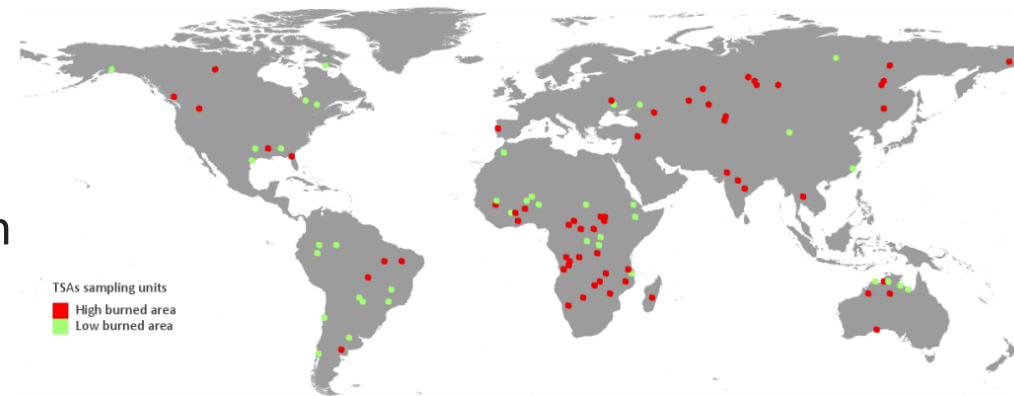 n
TSAs sampling units
High burned area
Low burned area